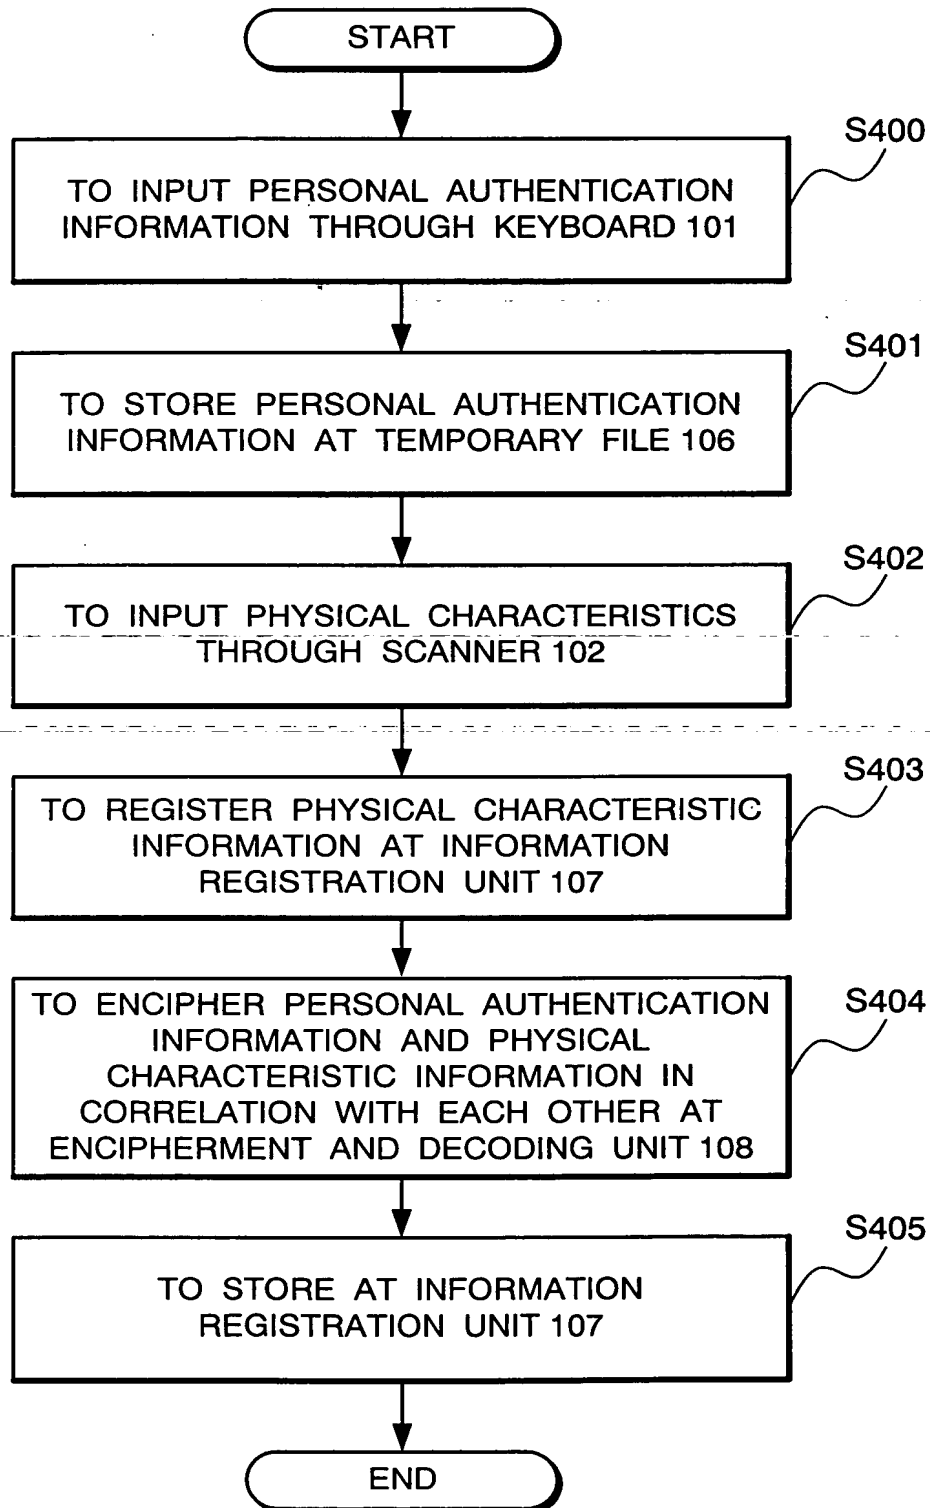 START
S400
TO INPUT PERSONAL AUTHENTICATION
INFORMATION THROUGH KEYBOARD 101
S401
TO STORE PERSONAL AUTHENTICATION
INFORMATION AT TEMPORARY FILE 106
S402
TO INPUT PHYSICAL CHARACTERISTICS
THROUGH SCANNER 102
S403
TO REGISTER PHYSICAL CHARACTERISTIC
INFORMATION AT INFORMATION
REGISTRATION UNIT 107
S404
TO ENCIPHER PERSONAL AUTHENTICATION
INFORMATION AND PHYSICAL
CHARACTERISTIC INFORMATION IN
CORRELATION WITH EACH OTHER AT
ENCIPHERMENT AND DECODING UNIT 108
S405
TO STORE AT INFORMATION
REGISTRATION UNIT 107
END